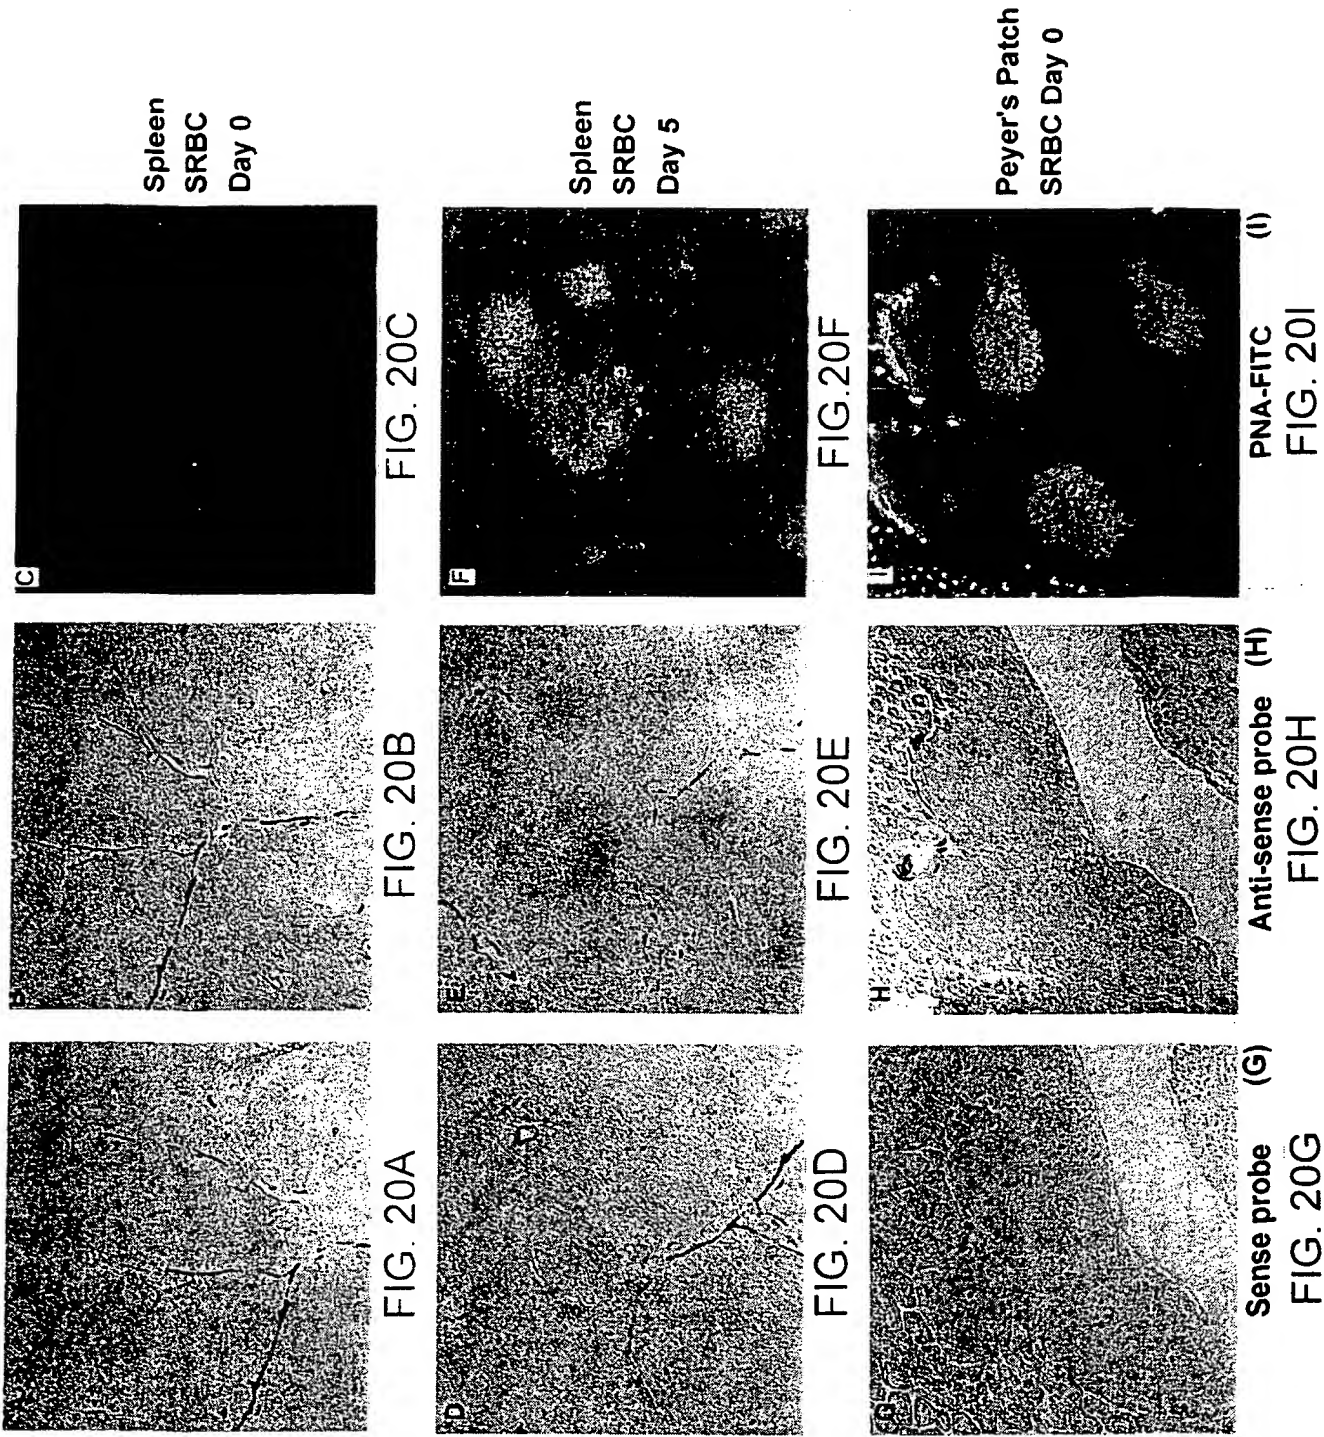 A
B
C
Spleen
SRBC
Day 0
FIG. 20A
FIG. 20B
FIG. 20C
D
E
F
Spleen
SRBC
Day 5
FIG. 20D
FIG. 20E
FIG.20F
G
H
I
Peyer's Patch
SRBC Day 0
Sense probe (G)
Anti-sense probe (H)
PNA-FITC (I)
FIG. 20G
FIG. 20H
FIG. 20I